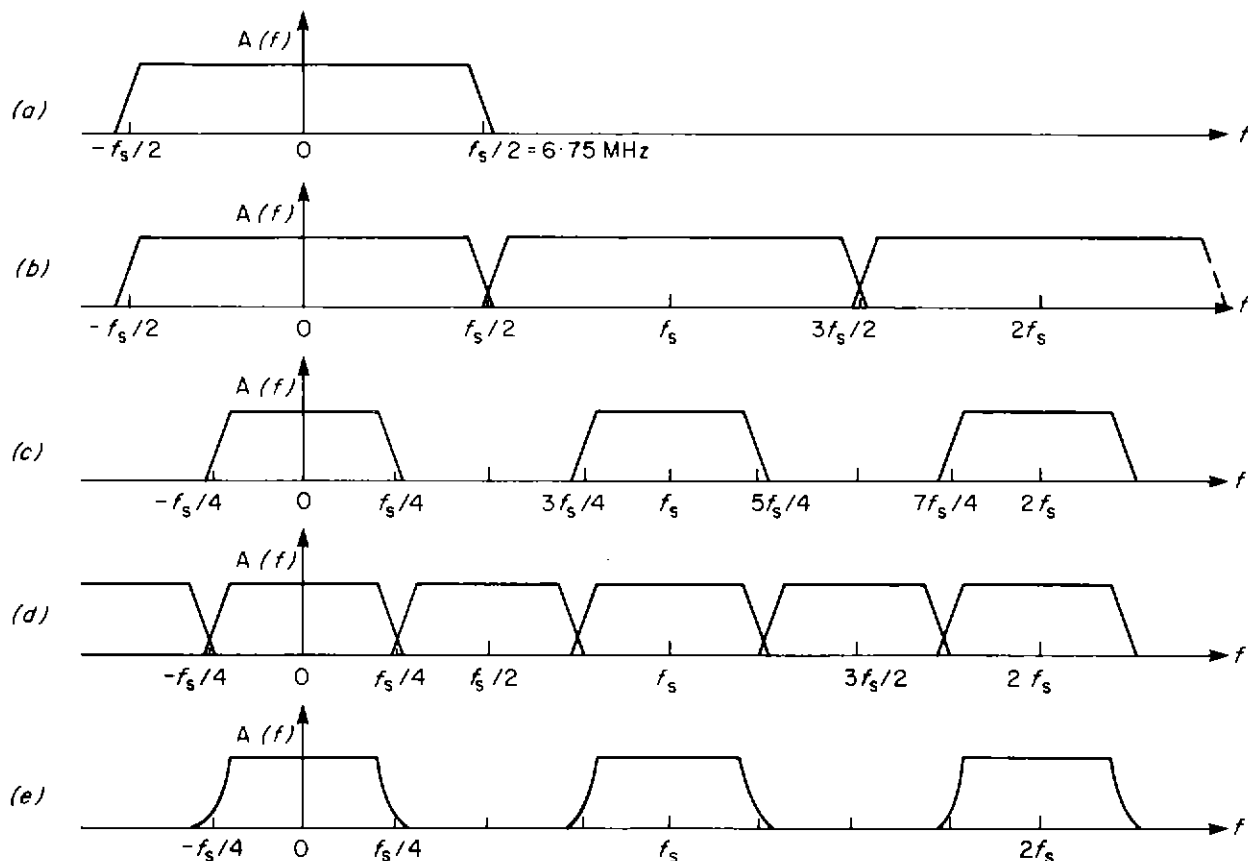 A (f)
(a)
-fs/2 0 fs/2 = 6·75 MHz f
A (f)
(b)
-fs/2 0 fs/2 fs 3fs/2 2fs f
A (f)
(c)
-fs/4 0 fs/4 3fs/4 fs 5fs/4 7fs/4 2fs f
A (f)
(d)
-fs/4 0 fs/4 fs/2 fs 3fs/2 2fs f
A (f)
(e)
-fs/4 0 fs/4 fs 2fs f